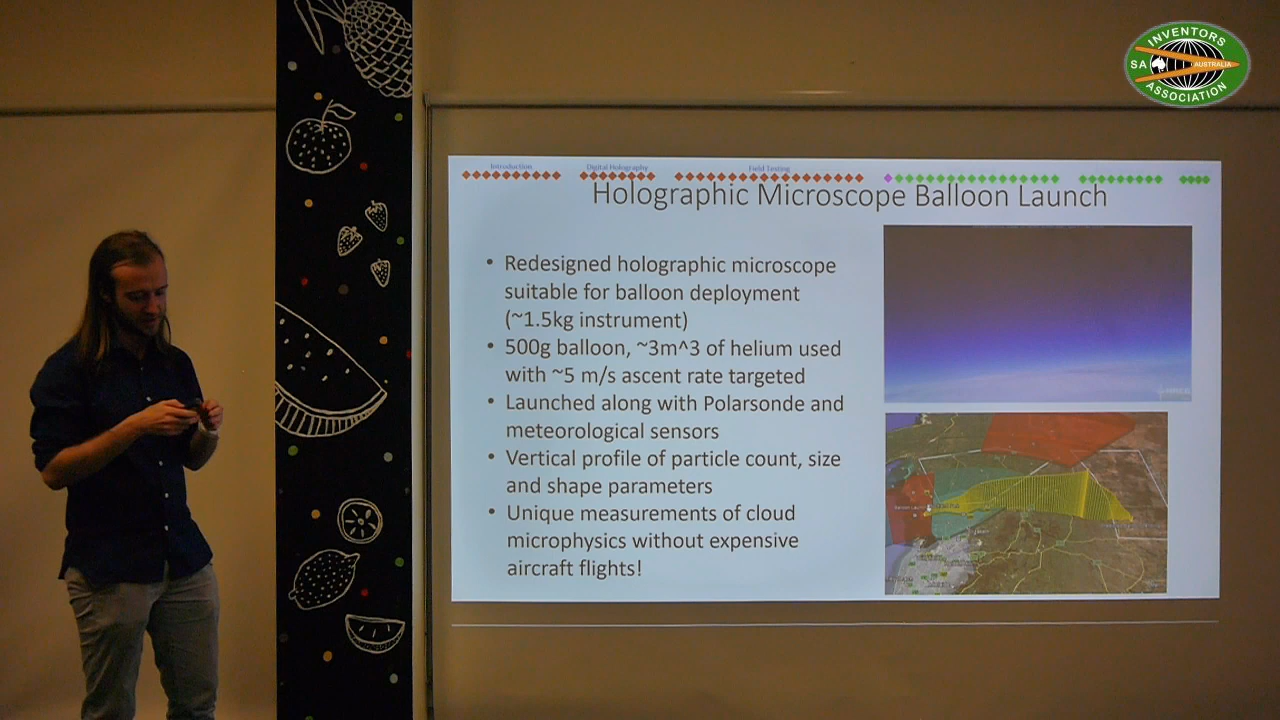 INVENTORS
SA AUSTRALIA
ASSOCIATION
Introduction Digital Holography Field Testing
Holographic Microscope Balloon Launch
• Redesigned holographic microscope
suitable for balloon deployment
(~1.5kg instrument)
• 500g balloon, ~3m^3 of helium used
with ~5 m/s ascent rate targeted
• Launched along with Polarsonde and
meteorological sensors
• Vertical profile of particle count, size
and shape parameters
• Unique measurements of cloud
microphysics without expensive
aircraft flights!